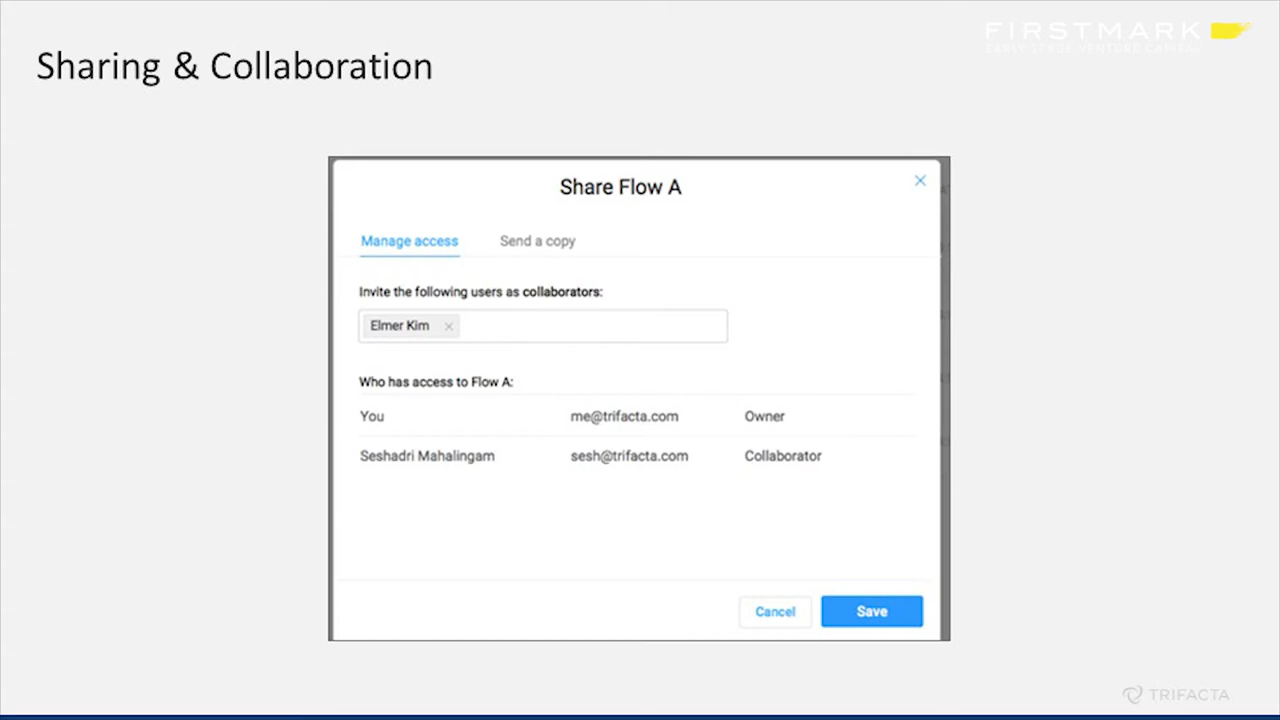 FIRSTMARK
EARLY STAGE VENTURE CAPITAL
Sharing & Collaboration
Share Flow A
Manage access Send a copy
Invite the following users as collaborators:
Elmer Kim
Who has access to Flow A:
You me@trifacta.com Owner
Seshadri Mahalingam sesh@trifacta.com Collaborator
Cancel Save
TRIFACTA